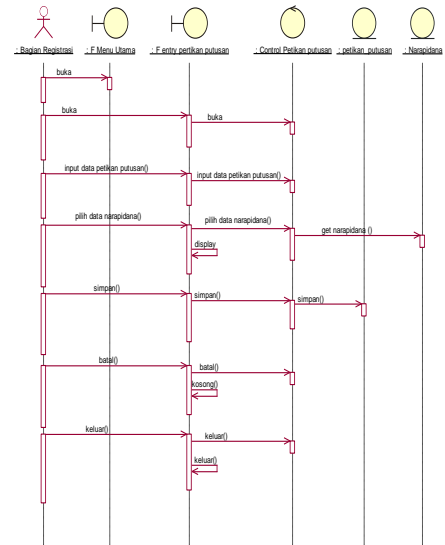 : Bagian Registrasi
: F Menu Utama
: F entry pertikan putusan
: Control Petikan putusan
: petikan_putusan
: Narapidana
buka
buka
buka
input data petikan putusan()
input data petikan putusan()
pilih data narapidana()
pilih data narapidana()
get narapidana ()
display
simpan()
simpan()
simpan()
batal()
batal()
kosong()
keluar()
keluar()
keluar()